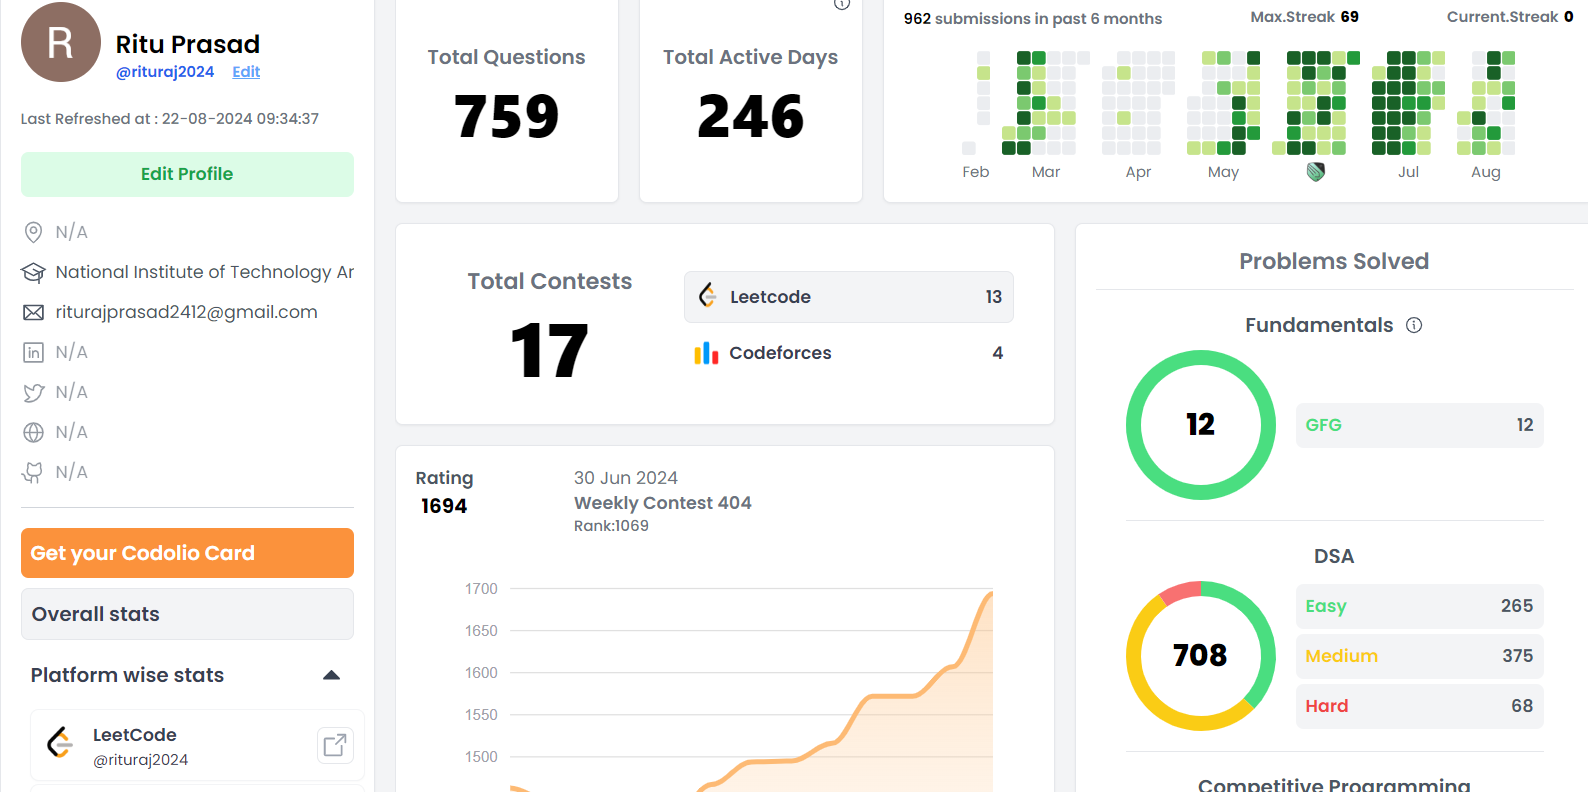 R
Ritu Prasad
@rituraj2024 Edit
Last Refreshed at : 22-08-2024 09:34:37
Edit Profile
N/A
National Institute of Technology Ar
riturajprasad2412@gmail.com
N/A
N/A
N/A
N/A
Get your Codolio Card
Overall stats
Platform wise stats
LeetCode
@rituraj2024
Total Questions
759
Total Active Days
246
962 submissions in past 6 months Max.Streak 69 Current.Streak 0
Feb Mar Apr May Jul Aug
Total Contests
17
Leetcode 13
Codeforces 4
Rating
1694
30 Jun 2024
Weekly Contest 404
Rank:1069
1700
1650
1600
1550
1500
Problems Solved
Fundamentals
12
GFG 12
DSA
708
Easy 265
Medium 375
Hard 68
Competitive Programming